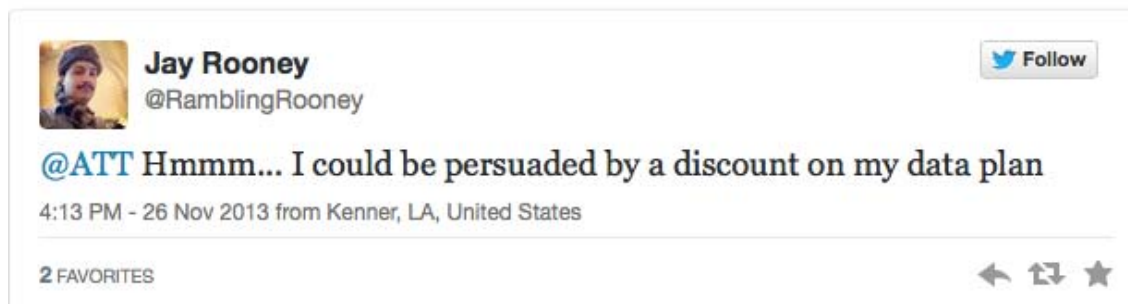 Jay Rooney
Follow
@RamblingRooney
@ATT Hmmm... I could be persuaded by a discount on my data plan
4:13 PM - 26 Nov 2013 from Kenner, LA, United States
2 FAVORITES